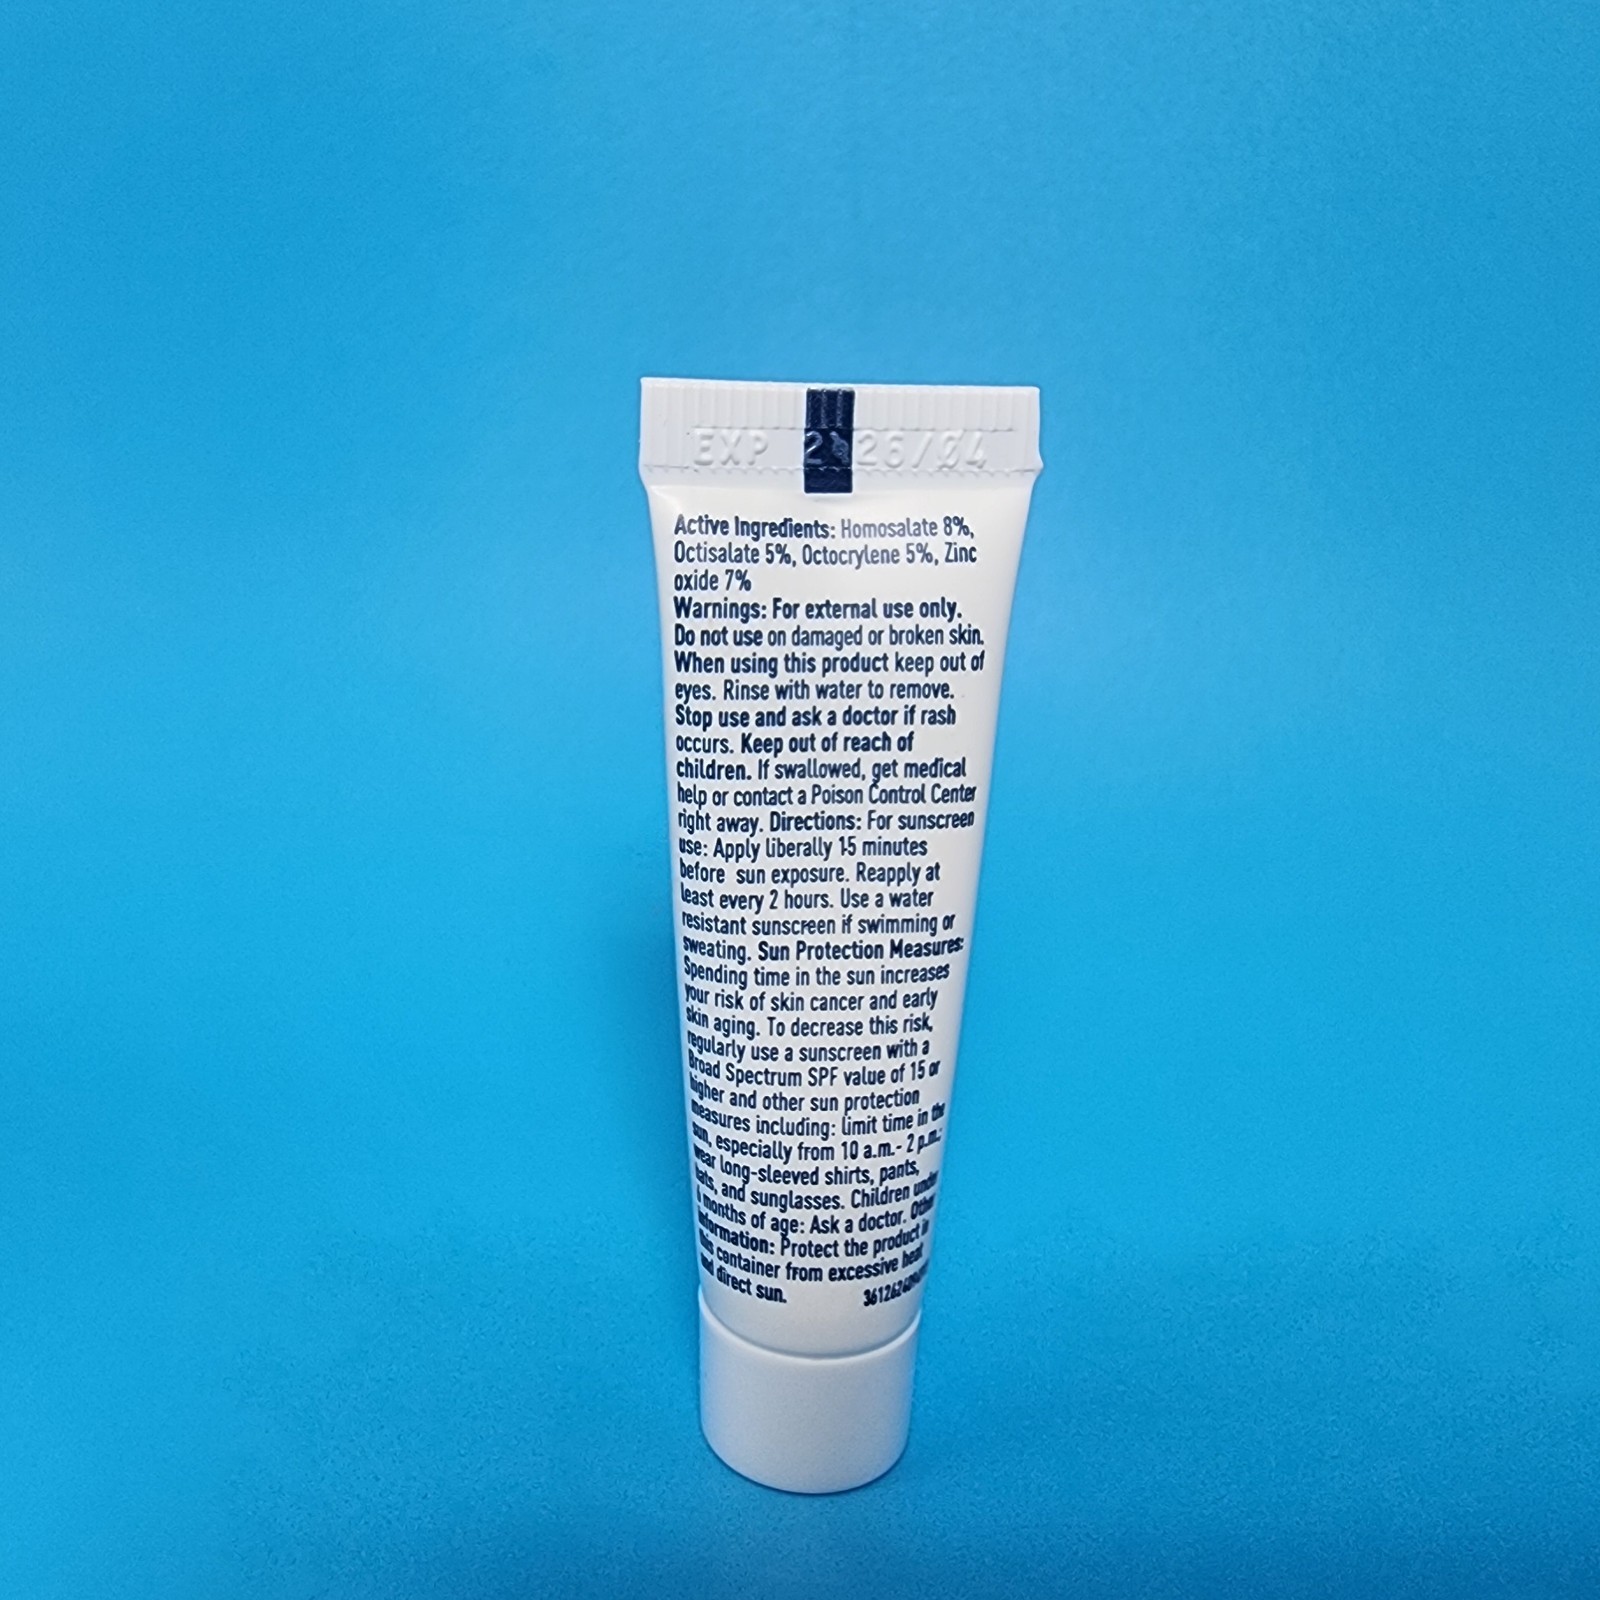 EXP 2026/04
Active Ingredients: Homosalate 8%,
Octisalate 5%, Octocrylene 5%, Zinc
oxide 7%
Warnings: For external use only.
Do not use on damaged or broken skin.
When using this product keep out of
eyes. Rinse with water to remove.
Stop use and ask a doctor if rash
occurs. Keep out of reach of
children. If swallowed, get medical
help or contact a Poison Control Center
right away. Directions: For sunscreen
use: Apply liberally 15 minutes
before sun exposure. Reapply at
least every 2 hours. Use a water
resistant sunscreen if swimming or
sweating. Sun Protection Measures:
Spending time in the sun increases
your risk of skin cancer and early
skin aging. To decrease this risk,
regularly use a sunscreen with a
Broad Spectrum SPF value of 15 or
higher and other sun protection
measures including: limit time in the
sun, especially from 10 a.m.- 2 p.m.:
wear long-sleeved shirts, pants,
hats, and sunglasses. Children under
6 months of age: Ask a doctor. Other
information: Protect the product in
this container from excessive heat
and direct sun.